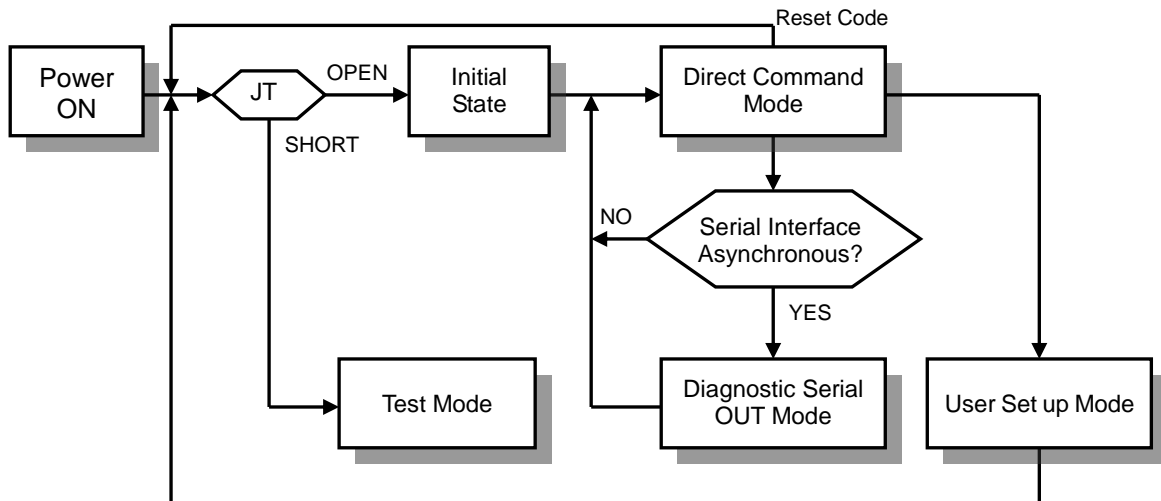 Reset Code
Power
ON
JT
OPEN
Initial
State
Direct Command
Mode
SHORT
NO
Serial Interface
Asynchronous?
YES
Test Mode
Diagnostic Serial
OUT Mode
User Set up Mode